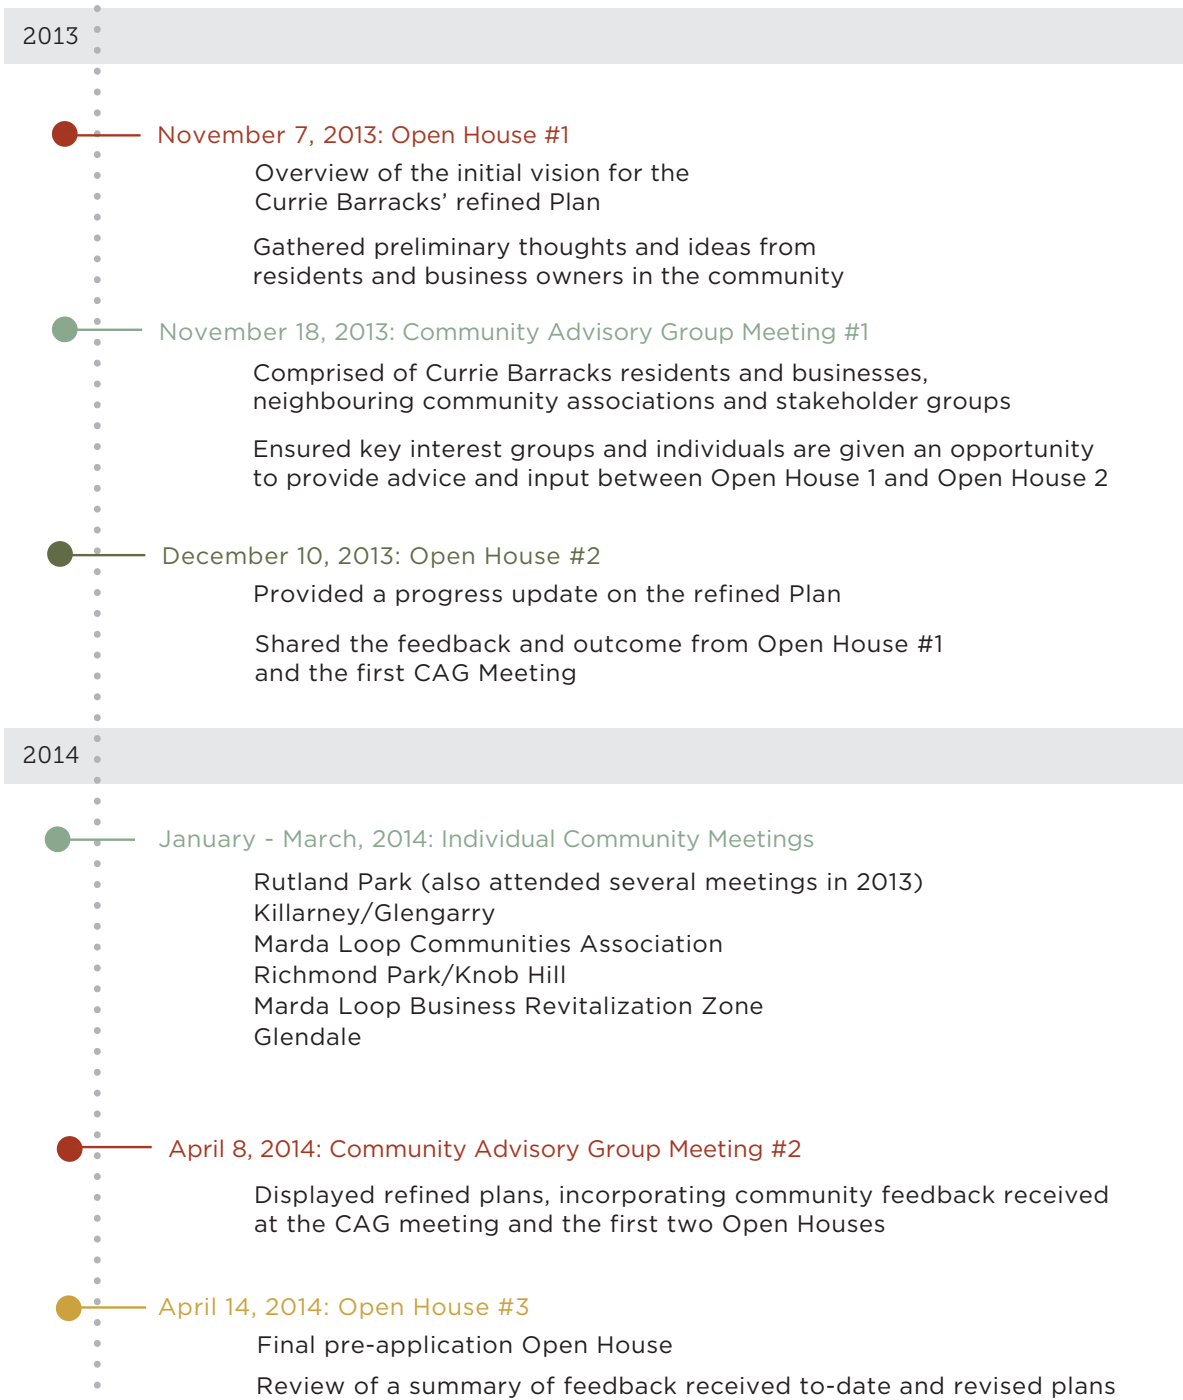 2013
November 7, 2013: Open House #1
Overview of the initial vision for the
Currie Barracks’ refined Plan
Gathered preliminary thoughts and ideas from
residents and business owners in the community
November 18, 2013: Community Advisory Group Meeting #1
Comprised of Currie Barracks residents and businesses,
neighbouring community associations and stakeholder groups
Ensured key interest groups and individuals are given an opportunity
to provide advice and input between Open House 1 and Open House 2
December 10, 2013: Open House #2
Provided a progress update on the refined Plan
Shared the feedback and outcome from Open House #1
and the first CAG Meeting
2014
January - March, 2014: Individual Community Meetings
Rutland Park (also attended several meetings in 2013)
Killarney/Glengarry
Marda Loop Communities Association
Richmond Park/Knob Hill
Marda Loop Business Revitalization Zone
Glendale
April 8, 2014: Community Advisory Group Meeting #2
Displayed refined plans, incorporating community feedback received
at the CAG meeting and the first two Open Houses
April 14, 2014: Open House #3
Final pre-application Open House
Review of a summary of feedback received to-date and revised plans